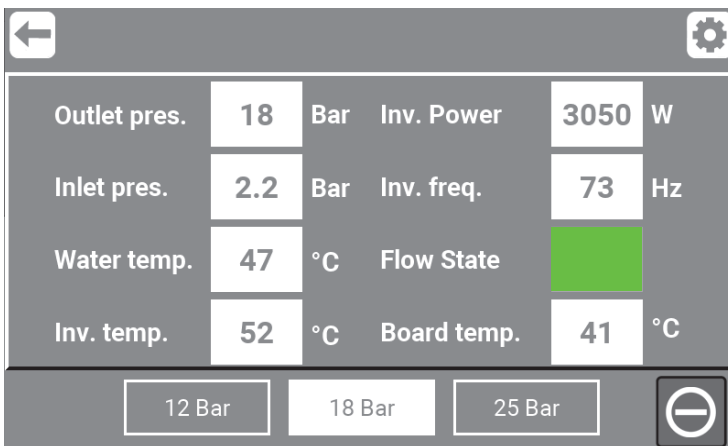 Outlet pres. 18 Bar Inv. Power 3050 W
Inlet pres. 2.2 Bar Inv. freq. 73 Hz
Water temp. 47 °C Flow State
Inv. temp. 52 °C Board temp. 41 °C
12 Bar 18 Bar 25 Bar